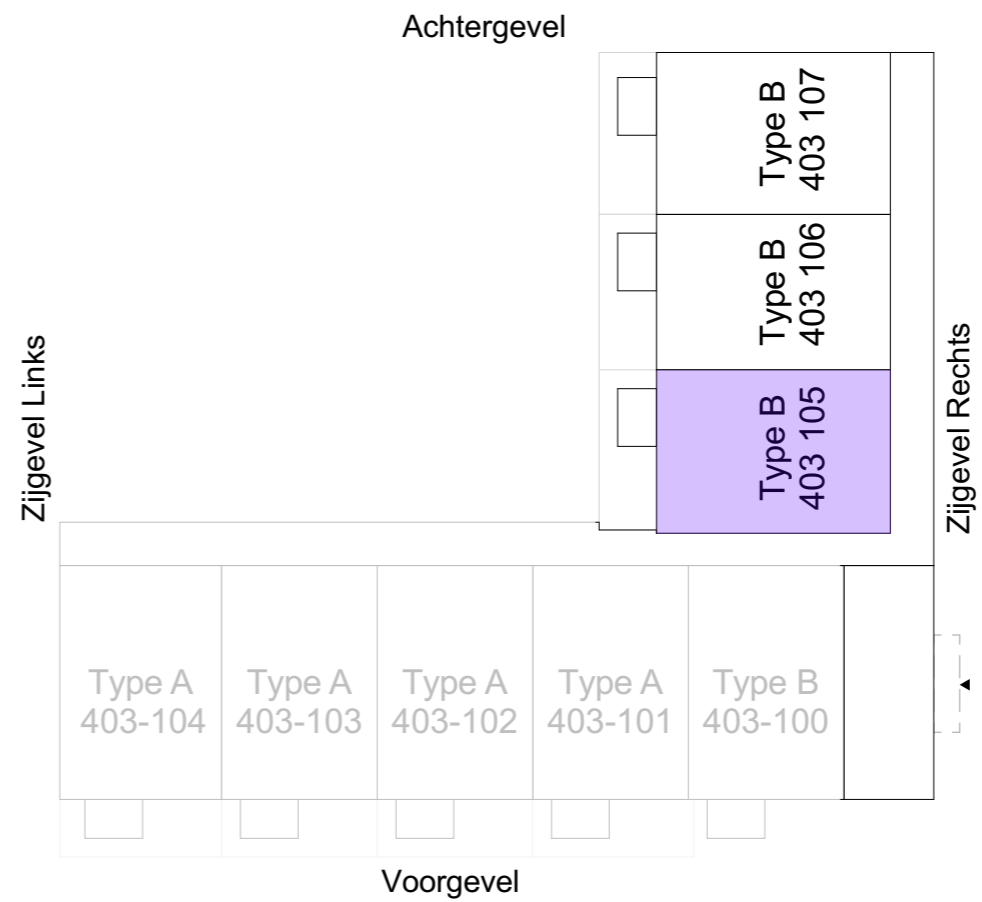 Achtergevel
Type B
403 107
Type B
403 106
Type B
403 105
Zijgevel Links
Zijgevel Rechts
Type A
403-104
Type A
403-103
Type A
403-102
Type A
403-101
Type B
403-100
Voorgevel